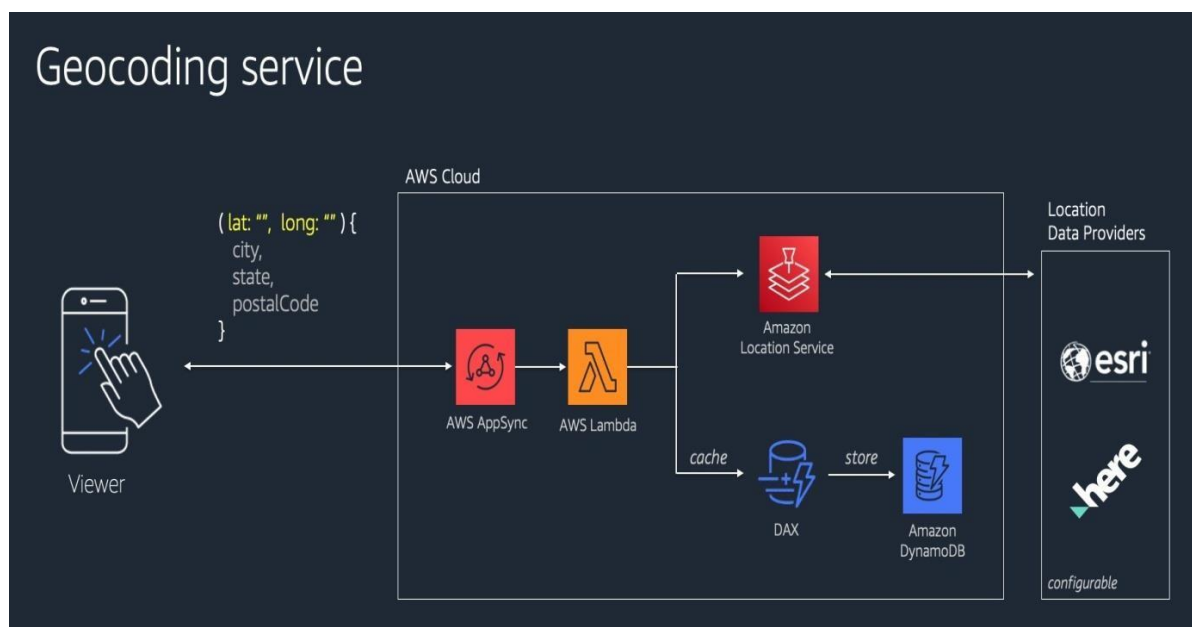 Geocoding service
AWS Cloud
( lat: “”, long: “” ) {
city,
state,
postalCode
}
Viewer
AWS AppSync
AWS Lambda
Amazon
Location Service
cache
DAX
store
Amazon
DynamoDB
Location
Data Providers
esri
here
configurable